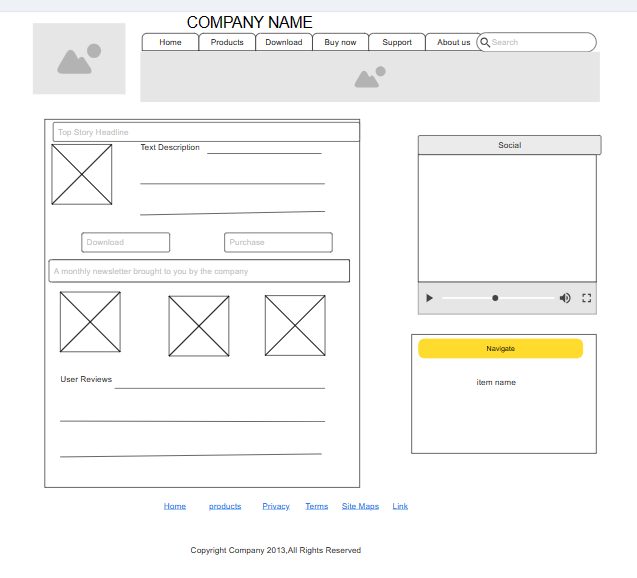 COMPANY NAME
Home Products Download Buy now Support About us Search
Top Story Headline
Text Description
Social
Download Purchase
A monthly newsletter brought to you by the company
Navigate
item name
User Reviews
Home products Privacy Terms Site Maps Link
Copyright Company 2013,All Rights Reserved